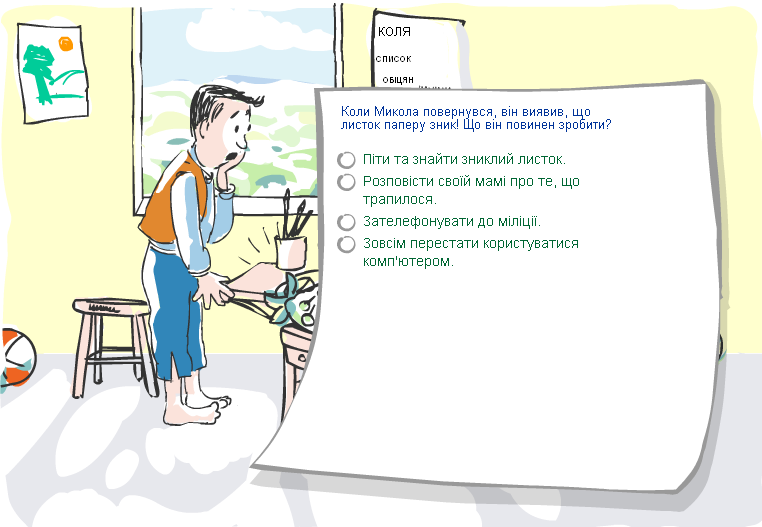 КОЛЯ
СПИСОК
ОБІЦЯН
Коли Микола повернувся, він виявив, що
листок паперу зник! Що він повинен зробити?
Піти та знайти зниклий листок.
Розповісти своїй мамі про те, що
трапилося.
Зателефонувати до міліції.
Зовсім перестати користуватися
комп'ютером.